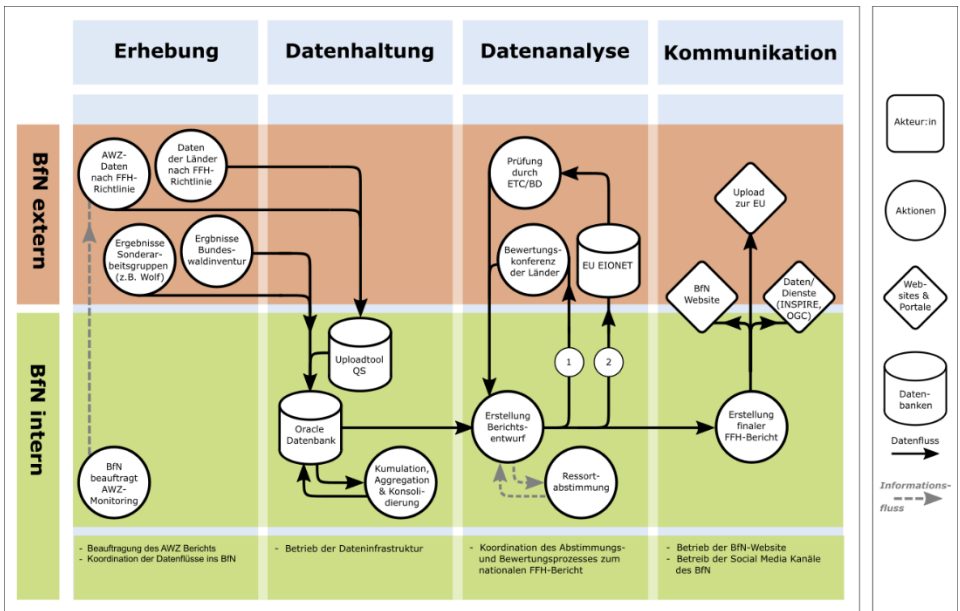 Erhebung
Datenhaltung
Datenanalyse
Kommunikation
BfN extern
BfN intern
AWZ-
Daten
nach FFH-
Richtlinie
Daten
der Länder
nach FFH-
Richtlinie
Ergebnisse
Sonderar-
beitsgruppen
(z.B. Wolf)
Ergbnisse
Bundes-
waldinventur
BfN
beauftragt
AWZ-
Monitoring
Uploadtool
QS
Oracle
Datenbank
Kumulation,
Aggregation
& Konsoli-
dierung
Prüfung
durch
ETC/BD
Bewertungs-
konferenz
der Länder
EU EIONET
1
2
Erstellung
Berichts-
entwurf
Ressort-
abstimmung
Upload
zur EU
BfN
Website
Daten/
Dienste
(INSPIRE,
OGC)
Erstellung
finaler
FFH-Bericht
- Beauftragung des AWZ Berichts
- Koordination der Datenflüsse ins BfN
- Betrieb der Dateninfrastruktur
- Koordination des Abstimmungs-
und Bewertungsprozesses zum
nationalen FFH-Bericht
- Betrieb der BfN-Website
- Betreib der Social Media Kanäle
des BfN
Akteur:in
Aktionen
Web-
sites &
Portale
Daten-
banken
Datenfluss
Informations-
fluss